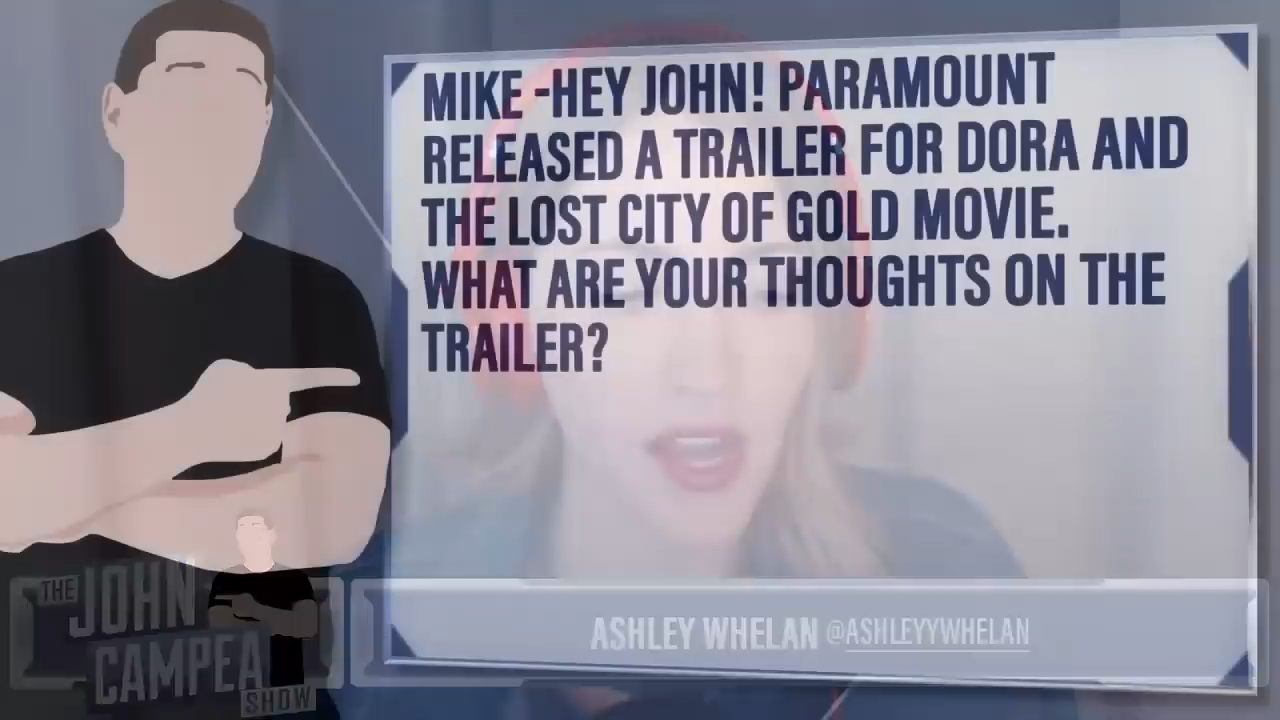 MIKE -HEY JOHN! PARAMOUNT
RELEASED A TRAILER FOR DORA AND
THE LOST CITY OF GOLD MOVIE.
WHAT ARE YOUR THOUGHTS ON THE
TRAILER?
ASHLEY WHELAN @ASHLEYYWHELAN
THE
JOHN
CAMPEA
SHOW